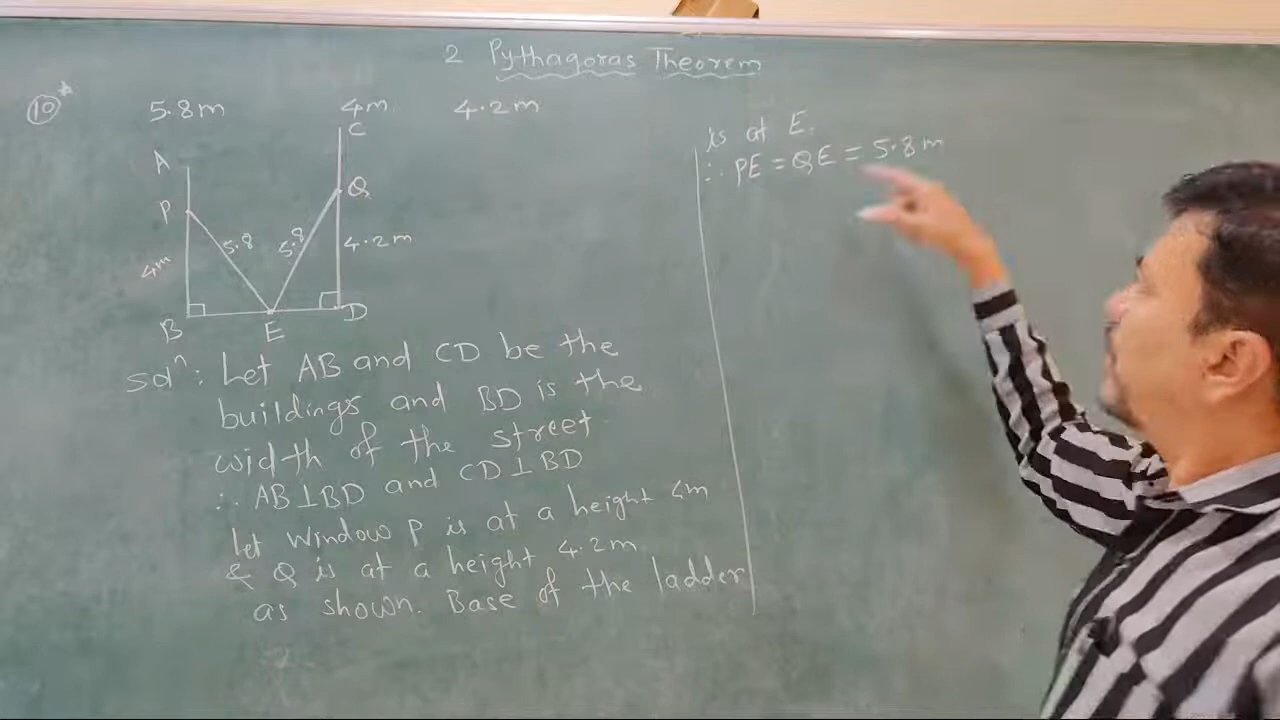 2 Pythagoras Theorem
10*
5.8m 4m. 4.2m
C
A
Q
P
5.8 5.8 4.2m
4m
B E D
Solⁿ: Let AB and CD be the
buildings and BD is the
width of the street
∴ AB⊥BD and CD⊥BD
Let window P is at a height 4m
& Q is at a height 4.2m
as shown. Base of the ladder
is at E.
∴ PE = QE = 5.8m